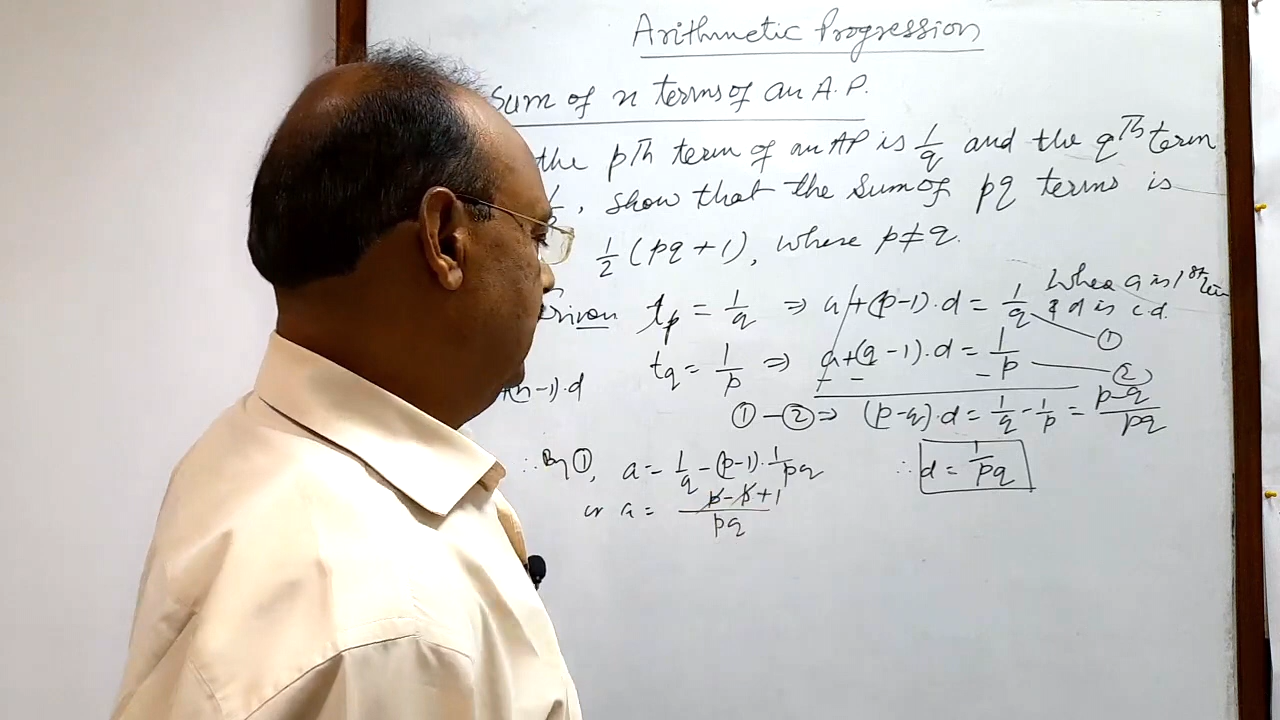 Arithmetic Progression
Sum of n terms of an A.P.
the pth term of an AP is 1/q and the qth term
, show that the sum of pq terms is
1/2 (pq + 1), where p ≠ q.
Given t_p = 1/q ⇒ a + (p-1).d = 1/q
Where a is 1st term
& d is c.d.
①
t_q = 1/p ⇒ a + (q-1).d = 1/p
②
(n-1).d
- - -
① - ② ⇒ (p-q).d = 1/q - 1/p = p-q/pq
∴ By ①, a = 1/q - (p-1).1/pq
∴ d = 1/pq
or a = p-p+1/pq